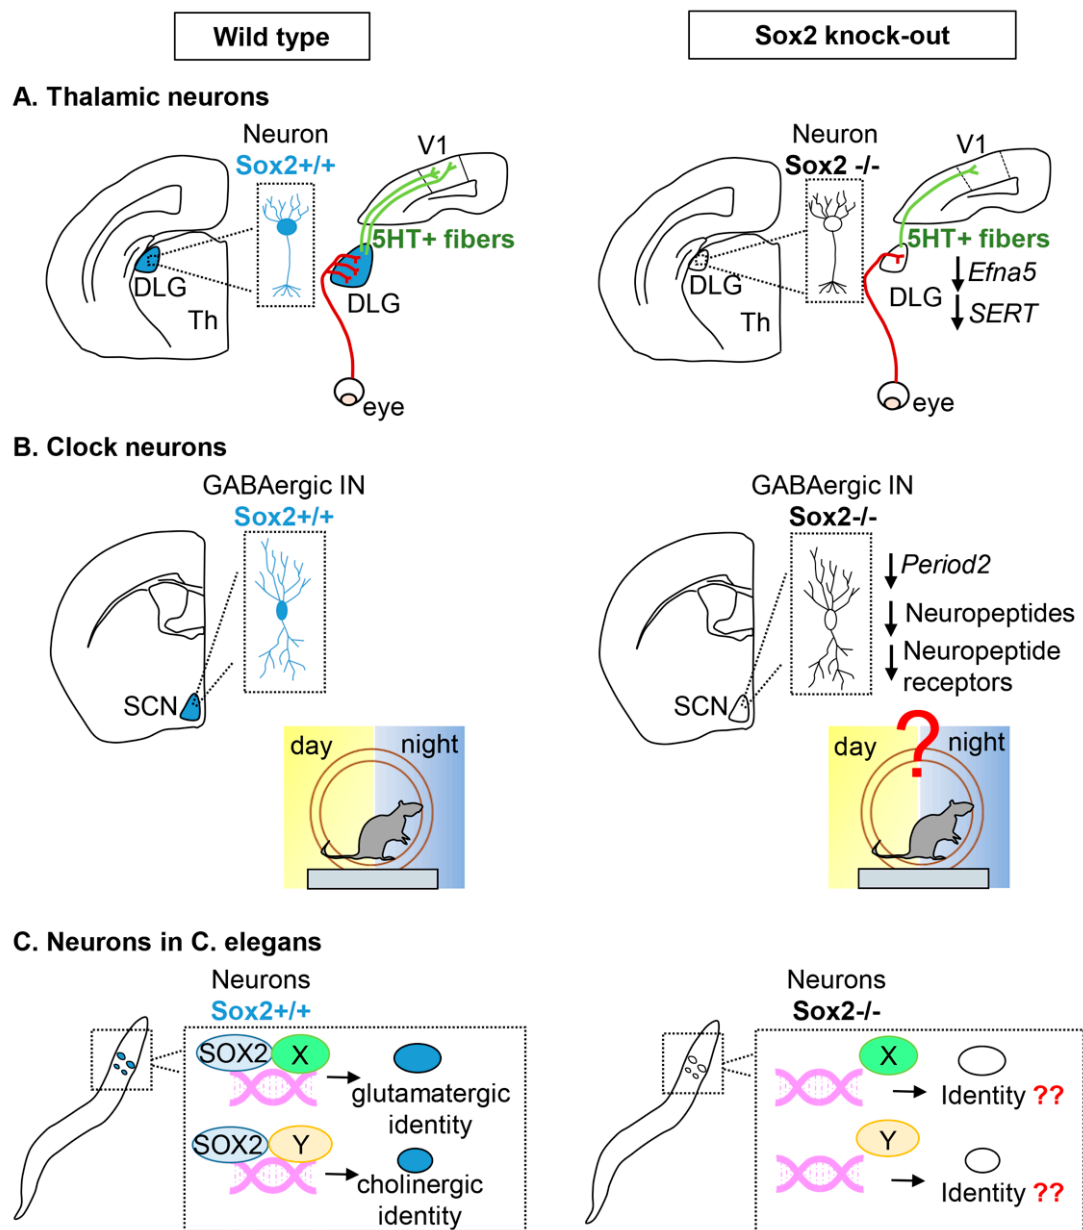 Wild type
Sox2 knock-out
A. Thalamic neurons
Neuron
Sox2+/+
V1
5HT+ fibers
DLG
DLG
Th
eye
Neuron
Sox2 -/-
V1
5HT+ fibers
Efna5
DLG
DLG
SERT
Th
eye
B. Clock neurons
GABAergic IN
Sox2+/+
SCN
day
night
GABAergic IN
Sox2-/-
Period2
Neuropeptides
Neuropeptide
receptors
SCN
?
day
night
C. Neurons in C. elegans
Neurons
Sox2+/+
SOX2
X
glutamatergic
identity
SOX2
Y
cholinergic
identity
Neurons
Sox2-/-
X
Identity ??
Y
Identity ??